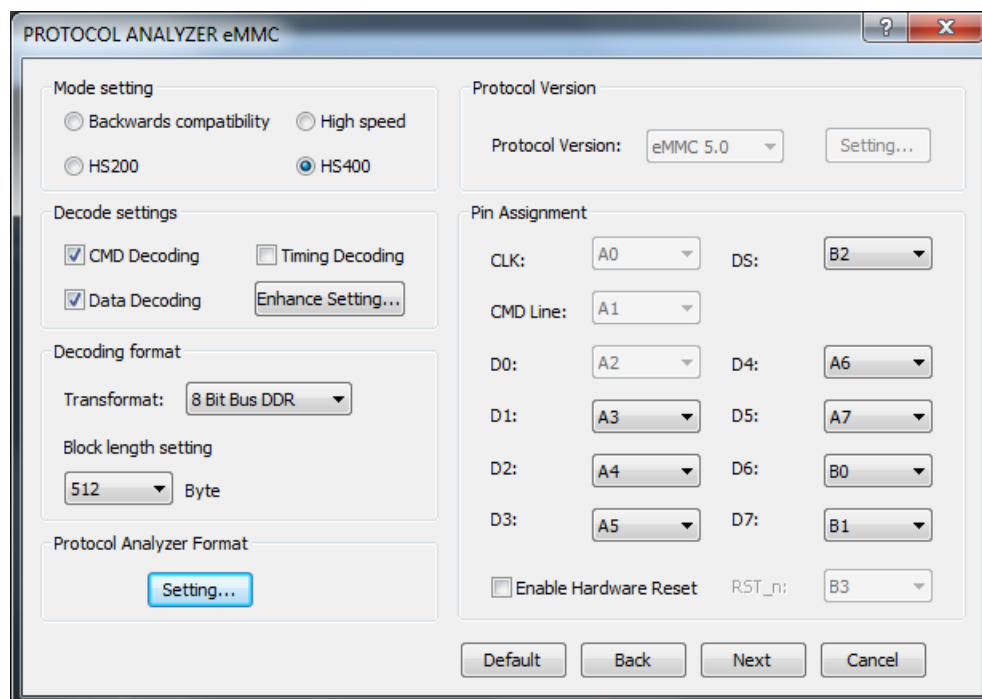 PROTOCOL ANALYZER eMMC
?
X
Mode setting
Backwards compatibility
High speed
HS200
HS400
Decode settings
CMD Decoding
Timing Decoding
Data Decoding
Enhance Setting...
Decoding format
Transformat:
8 Bit Bus DDR
Block length setting
512
Byte
Protocol Analyzer Format
Setting...
Protocol Version
Protocol Version:
eMMC 5.0
Setting...
Pin Assignment
CLK:
A0
DS:
B2
CMD Line:
A1
D0:
A2
D4:
A6
D1:
A3
D5:
A7
D2:
A4
D6:
B0
D3:
A5
D7:
B1
Enable Hardware Reset
RST_n:
B3
Default
Back
Next
Cancel